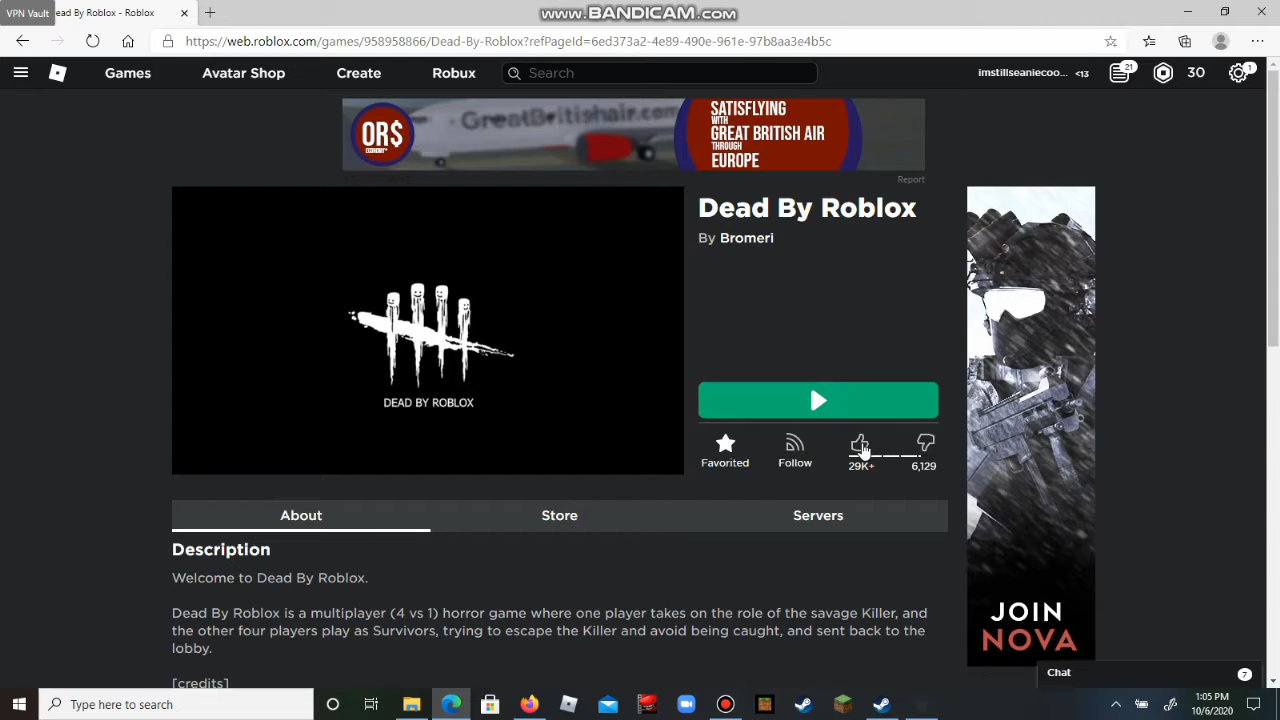 www.BANDICAM.com
VPN Vault
ead By Roblox - Roblox
https://web.roblox.com/games/958958866/Dead-By-Roblox?refPageId=6ed373a2-4e89-490e-961e-97b8aa3e4b5c
Games
Avatar Shop
Create
Robux
Search
imstillseaniecoo... <13
21
30
1
OR$
ECONOMY
GreatBritishair.com
SATISFLYING
WITH
GREAT BRITISH AIR
THROUGH
EUROPE
Report
Dead By Roblox
By Bromeri
DEAD BY ROBLOX
Favorited
Follow
29K+
6,129
About
Store
Servers
Description
Welcome to Dead By Roblox.
Dead By Roblox is a multiplayer (4 vs 1) horror game where one player takes on the role of the savage Killer, and
the other four players play as Survivors, trying to escape the Killer and avoid being caught, and sent back to the
lobby.
[credits]
JOIN
NOVA
Chat
7
Type here to search
1:05 PM
10/6/2020